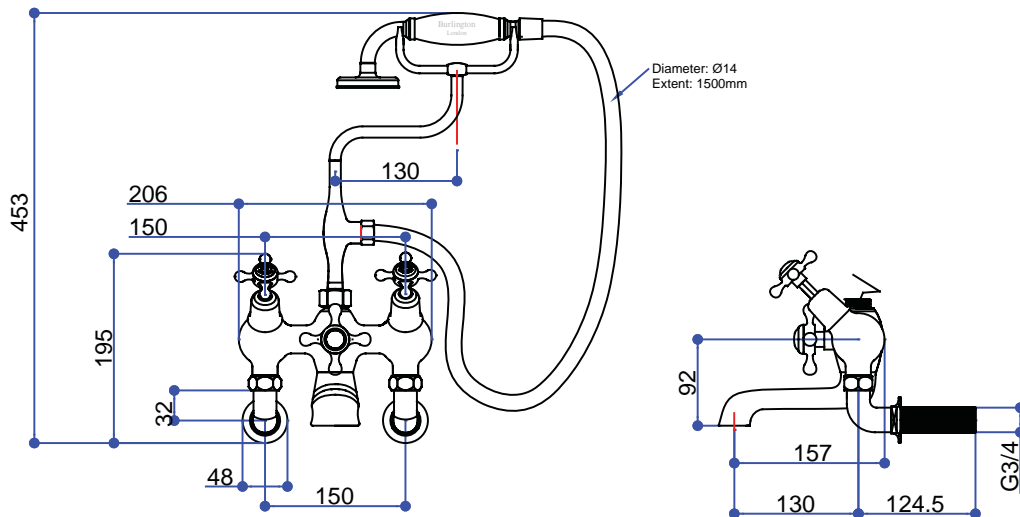 Burlington
London
Diameter: Ø14
Extent: 1500mm
130
206
150
453
195
32
48
150
92
157
130
124.5
G3/4